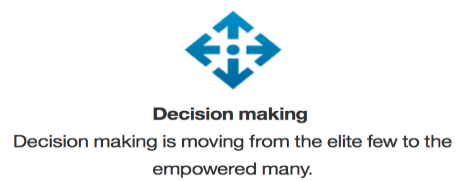 Decision making
Decision making is moving from the elite few to the
empowered many.